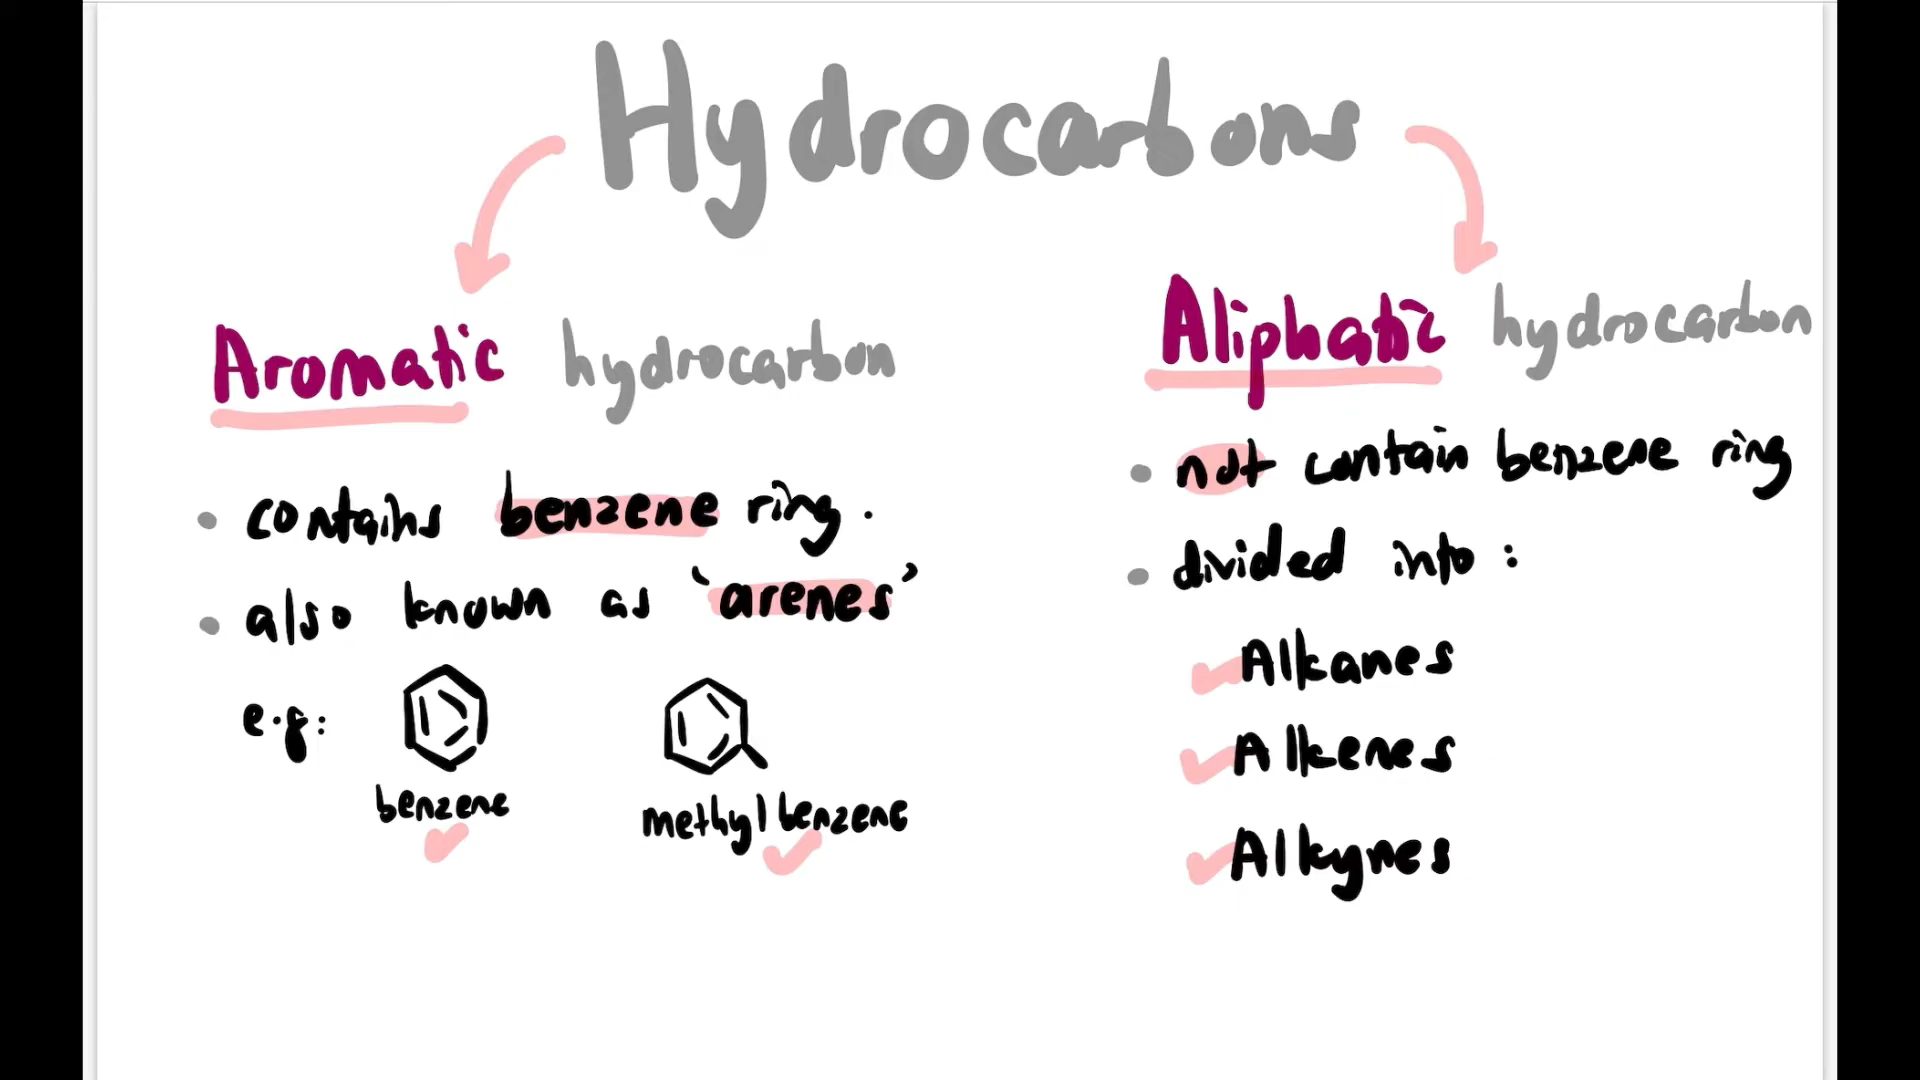 Hydrocarbons
Aromatic hydrocarbon
• contains benzene ring.
• also known as ‘arenes’
e.g:
benzene
methylbenzene
Aliphatic hydrocarbon
• not contain benzene ring
• divided into:
✓ Alkanes
✓ Alkenes
✓ Alkynes